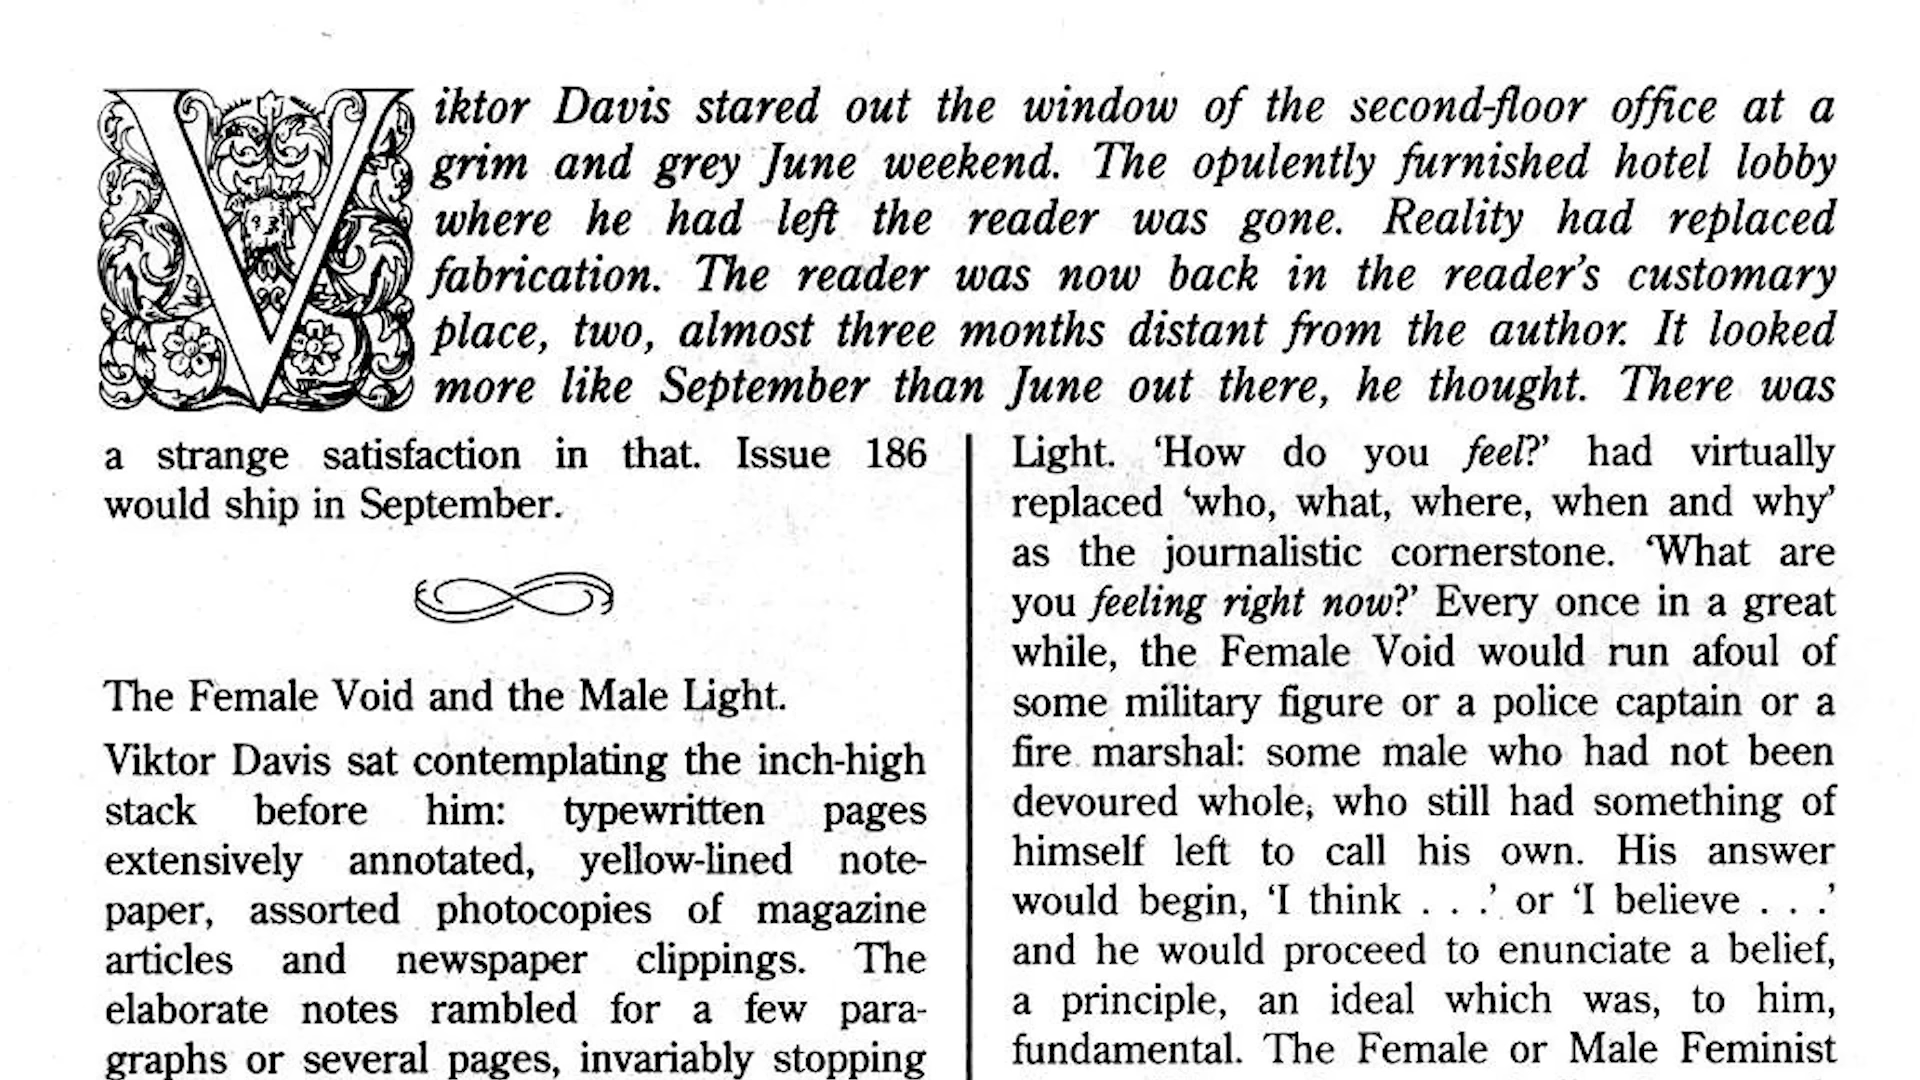 Viktor Davis stared out the window of the second-floor office at a
grim and grey June weekend. The opulently furnished hotel lobby
where he had left the reader was gone. Reality had replaced
fabrication. The reader was now back in the reader's customary
place, two, almost three months distant from the author. It looked
more like September than June out there, he thought. There was
a strange satisfaction in that. Issue 186
would ship in September.
The Female Void and the Male Light.
Viktor Davis sat contemplating the inch-high
stack before him: typewritten pages
extensively annotated, yellow-lined note-
paper, assorted photocopies of magazine
articles and newspaper clippings. The
elaborate notes rambled for a few para-
graphs or several pages, invariably stopping
Light. ‘How do you feel?’ had virtually
replaced ‘who, what, where, when and why’
as the journalistic cornerstone. ‘What are
you feeling right now?’ Every once in a great
while, the Female Void would run afoul of
some military figure or a police captain or a
fire marshal: some male who had not been
devoured whole, who still had something of
himself left to call his own. His answer
would begin, ‘I think . . .’ or ‘I believe . . .’
and he would proceed to enunciate a belief,
a principle, an ideal which was, to him,
fundamental. The Female or Male Feminist